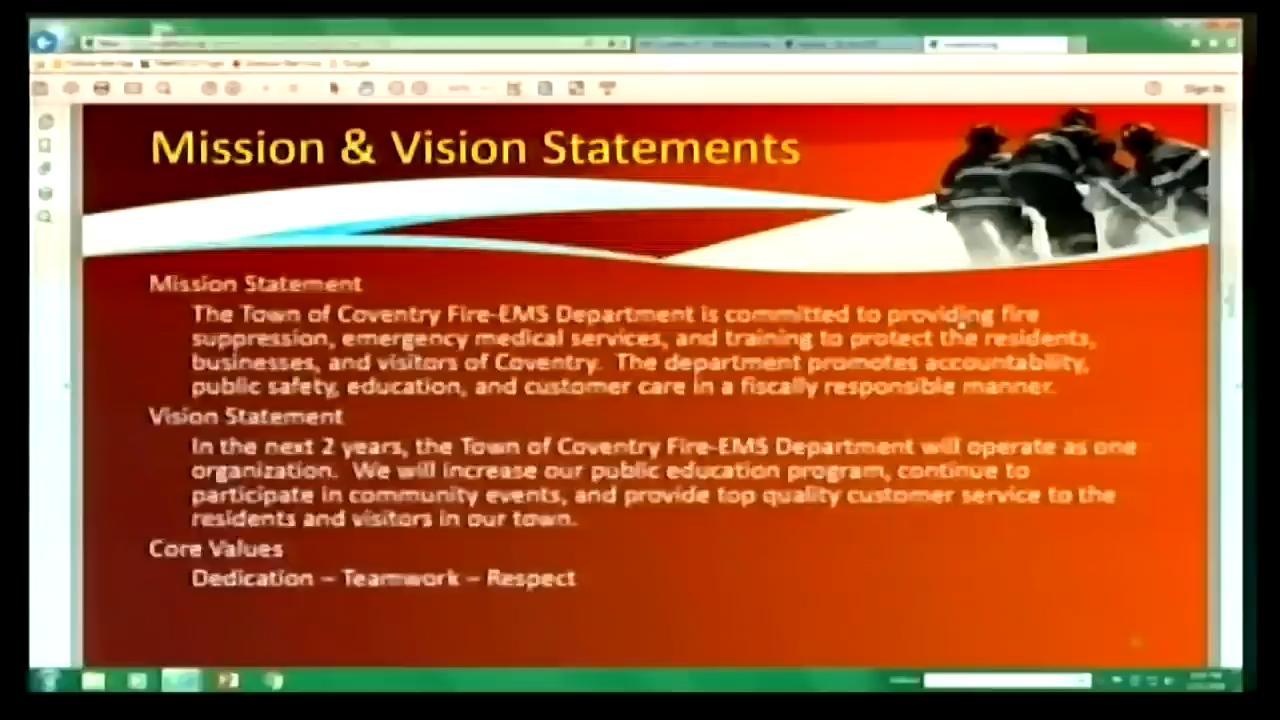 Sign In
Mission & Vision Statements
Mission Statement
The Town of Coventry Fire-EMS Department is committed to providing fire
suppression, emergency medical services, and training to protect the residents,
businesses, and visitors of Coventry.  The department promotes accountability,
public safety, education, and customer care in a fiscally responsible manner.
Vision Statement
In the next 2 years, the Town of Coventry Fire-EMS Department will operate as one
organization.  We will increase our public education program, continue to
participate in community events, and provide top quality customer service to the
residents and visitors in our town.
Core Values
Dedication – Teamwork – Respect